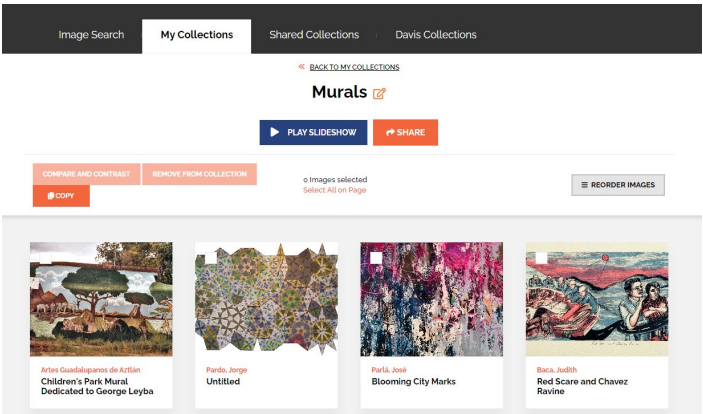 Image Search
My Collections
Shared Collections
Davis Collections
« BACK TO MY COLLECTIONS
Murals
PLAY SLIDESHOW
SHARE
COMPARE AND CONTRAST
REMOVE FROM COLLECTION
COPY
0 Images selected
Select All on Page
REORDER IMAGES
Artes Guadalupanos de Aztlán
Children's Park Mural
Dedicated to George Leyba
Pardo, Jorge
Untitled
Parlá, José
Blooming City Marks
Baca, Judith
Red Scare and Chavez
Ravine